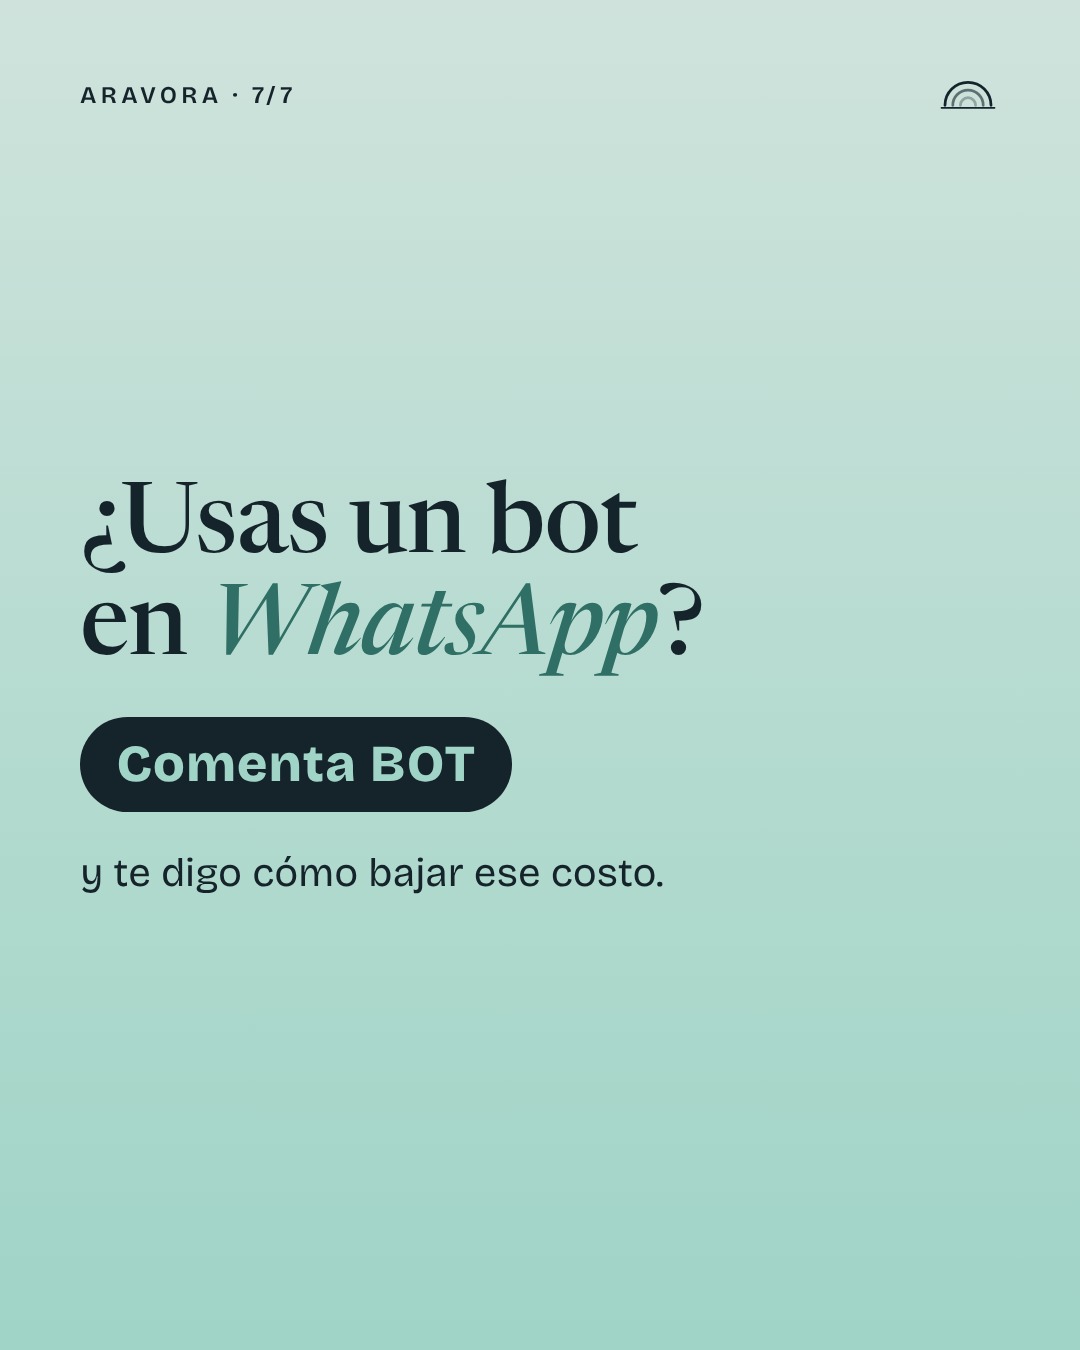 ARAVORA · 7/7
¿Usas un bot
en WhatsApp?
Comenta BOT
y te digo cómo bajar ese costo.